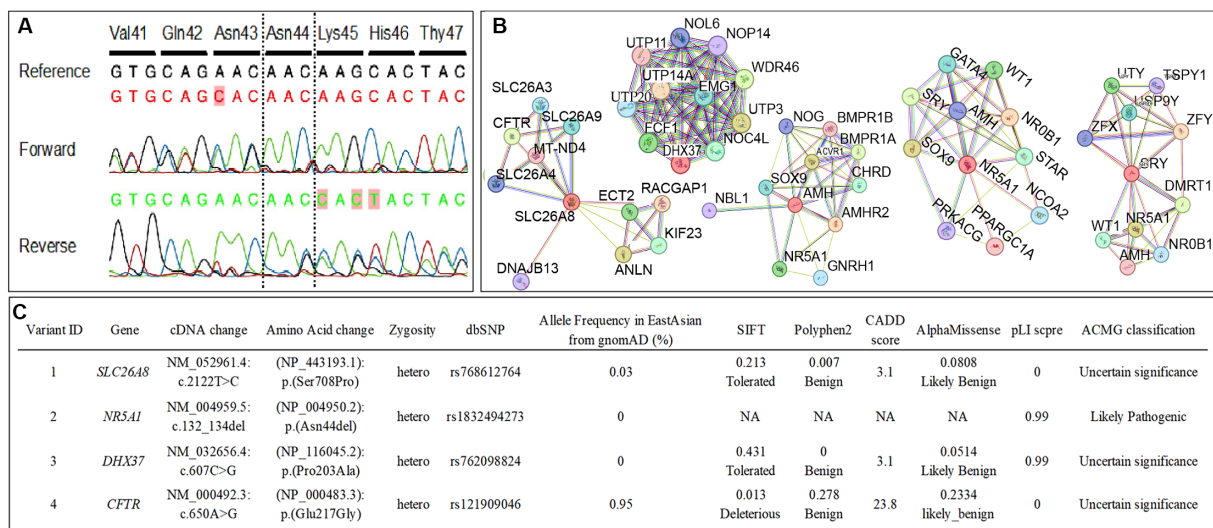 A
Val41 Gln42 Asn43 Asn44 Lys45 His46 Thy47
Reference G T G C A G A A C A A C A A G C A C T A C
G T G C A G C A C A A C A A G C A C T A C
Forward
G T G C A G A A C A A C C A C T A C
Reverse
B
NOL6
UTP11
NOP14
UTP14A
WDR46
EMG1
UTP20
UTP3
FCF1
NOC4L
DHX37
SLC26A3
CFTR
SLC26A9
MT-ND4
SLC26A4
SLC26A8
ECT2
RACGAP1
KIF23
ANLN
DNAJB13
NOG
BMPR1B
BMPR1A
ACVR1
SOX9
CHRD
AMH
NBL1
AMHR2
NR5A1
GNRH1
GATA4
WT1
SRY
AMH
NR0B1
SOX9
NR5A1
STAR
NCOA2
PRKACG
PPARGC1A
UTY
TSPY1
USP9Y
ZFX
ZFY
SRY
DMRT1
WT1
NR5A1
AMH
NR0B1
C
Variant ID Gene cDNA change Amino Acid change Zygosity dbSNP Allele Frequency in EastAsian from gnomAD (%) SIFT Polyphen2 CADD score AlphaMissense pLI scpre ACMG classification
1 SLC26A8 NM_052961.4: c.2122T>C (NP_443193.1): p.(Ser708Pro) hetero rs768612764 0.03 0.213 Tolerated 0.007 Benign 3.1 0.0808 Likely Benign 0 Uncertain significance
2 NR5A1 NM_004959.5: c.132_134del (NP_004950.2): p.(Asn44del) hetero rs1832494273 0 NA NA NA NA 0.99 Likely Pathogenic
3 DHX37 NM_032656.4: c.607C>G (NP_116045.2): p.(Pro203Ala) hetero rs762098824 0 0.431 Tolerated 0 Benign 3.1 0.0514 Likely Benign 0.99 Uncertain significance
4 CFTR NM_000492.3: c.650A>G (NP_000483.3): p.(Glu217Gly) hetero rs121909046 0.95 0.013 Deleterious 0.278 Benign 23.8 0.2334 likely_benign 0 Uncertain significance